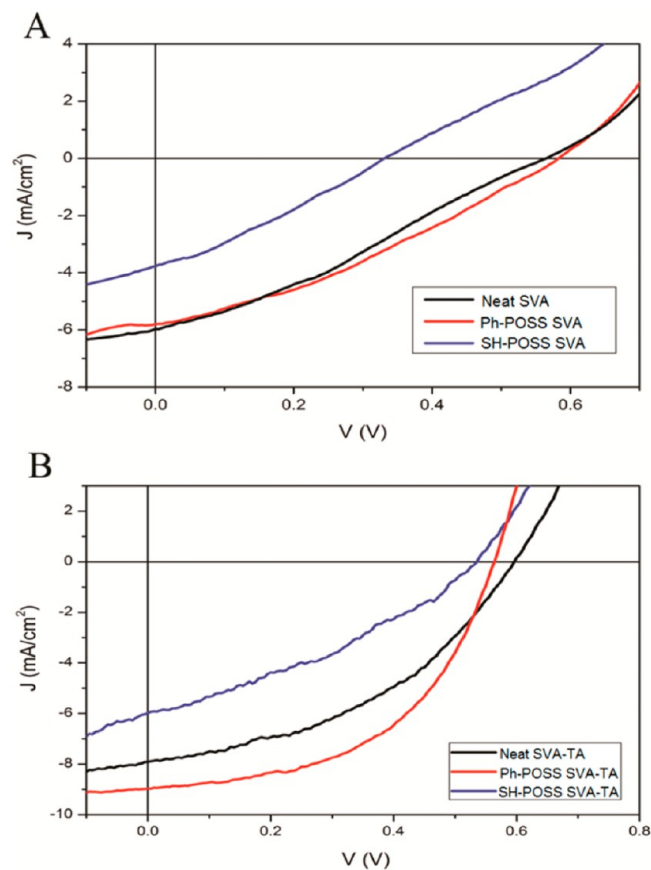 A
4
2
0
-2
-4
-6
-8
J (mA/cm²)
Neat SVA
Ph-POSS SVA
SH-POSS SVA
0.0 0.2 0.4 0.6
V (V)
B
2
0
-2
-4
-6
-8
-10
J (mA/cm²)
Neat SVA-TA
Ph-POSS SVA-TA
SH-POSS SVA-TA
0.0 0.2 0.4 0.6 0.8
V (V)